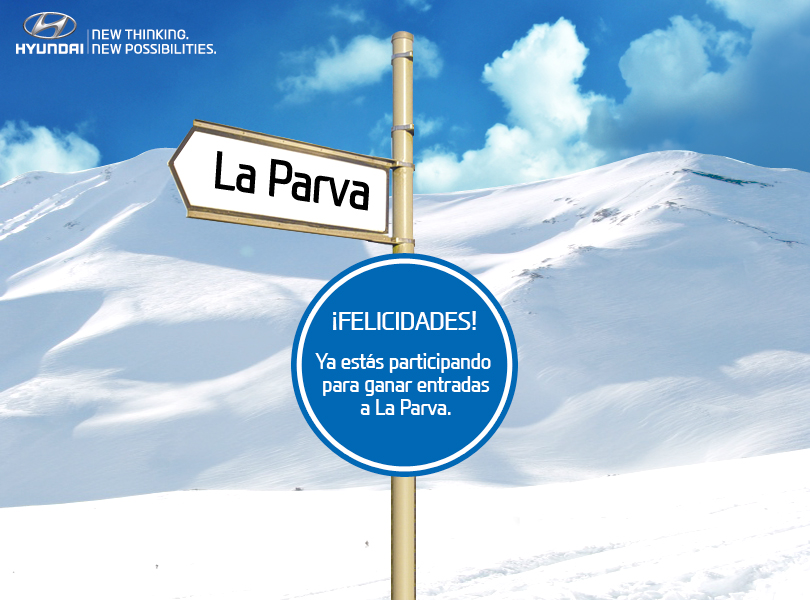 HYUNDAI
NEW THINKING.
NEW POSSIBILITIES.
La Parva
¡FELICIDADES!
Ya estás participando
para ganar entradas
a La Parva.